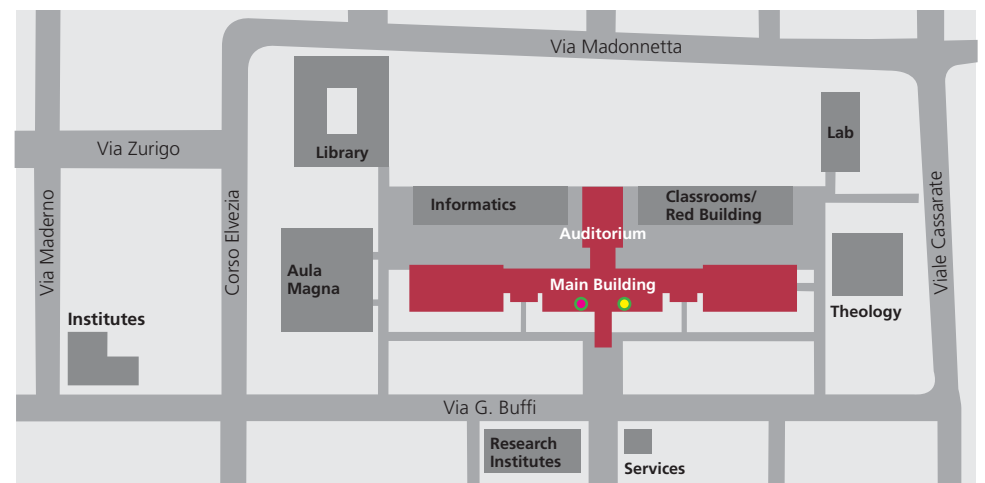 Via Madonnetta
Via Zurigo
Library
Lab
Via Maderno
Corso Elvezia
Viale Cassarate
Informatics
Classrooms/
Red Building
Auditorium
Aula
Magna
Main Building
Theology
Institutes
Via G. Buffi
Research
Institutes
Services